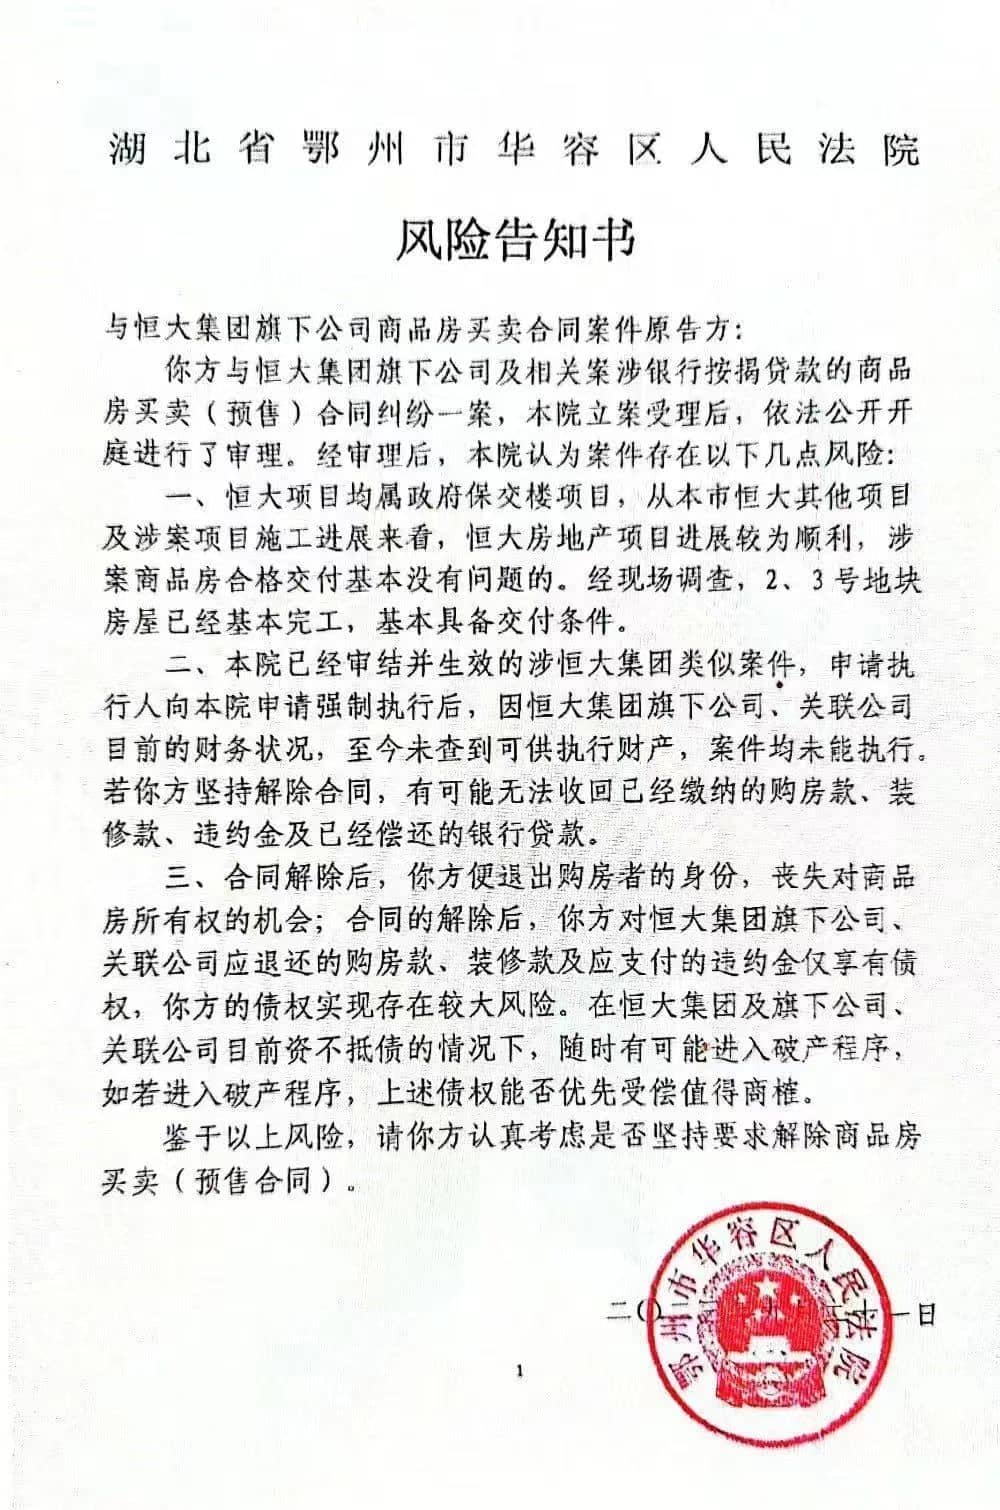 湖北省鄂州市华容区人民法院
风险告知书
与恒大集团旗下公司商品房买卖合同案件原告方：
你方与恒大集团旗下公司及相关案涉银行按揭贷款的商品
房买卖（预售）合同纠纷一案，本院立案受理后，依法公开开
庭进行了审理。经审理后，本院认为案件存在以下几点风险：
一、恒大项目均属政府保交楼项目，从本市恒大其他项目
及涉案项目施工进展来看，恒大房地产项目进展较为顺利，涉
案商品房合格交付基本没有问题的。经现场调查，2、3号地块
房屋已经基本完工，基本具备交付条件。
二、本院已经审结并生效的涉恒大集团类似案件，申请执
行人向本院申请强制执行后，因恒大集团旗下公司、关联公司
目前的财务状况，至今未查到可供执行财产，案件均未能执行。
若你方坚持解除合同，有可能无法收回已经缴纳的购房款、装
修款、违约金及已经偿还的银行贷款。
三、合同解除后，你方便退出购房者的身份，丧失对商品
房所有权的机会；合同的解除后，你方对恒大集团旗下公司、
关联公司应退还的购房款、装修款及应支付的违约金仅享有债
权，你方的债权实现存在较大风险。在恒大集团及旗下公司、
关联公司目前资不抵债的情况下，随时有可能进入破产程序，
如若进入破产程序，上述债权能否优先受偿值得商榷。
鉴于以上风险，请你方认真考虑是否坚持要求解除商品房
买卖（预售合同）。
鄂州市华容区人民法院
二〇 一日
1